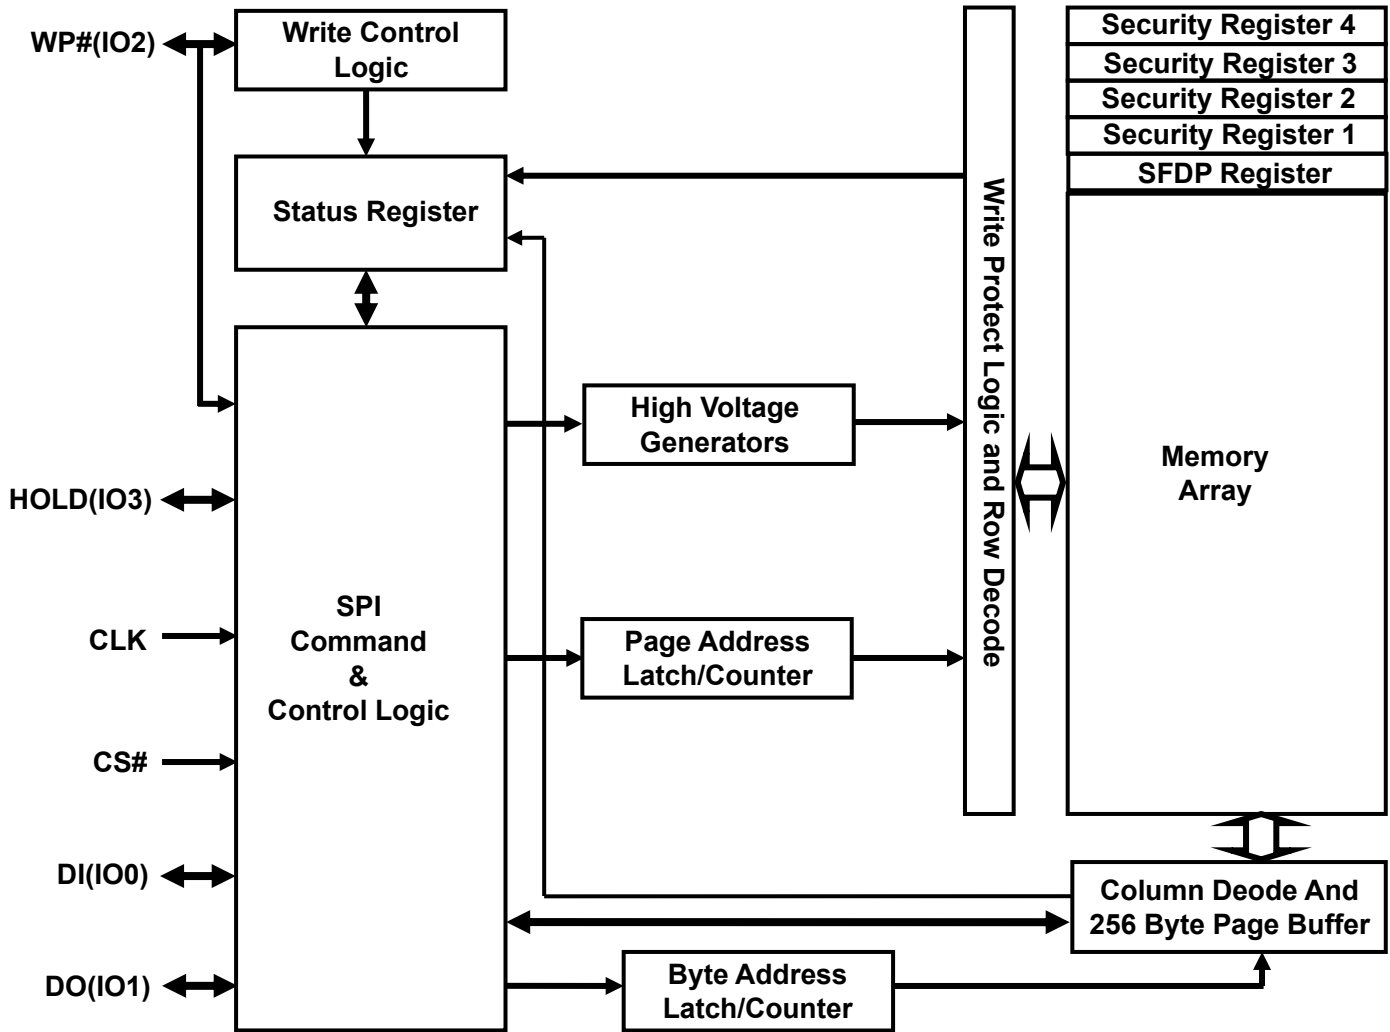 WP#(IO2)
Write Control
Logic
Status Register
HOLD(IO3)
CLK
CS#
DI(IO0)
DO(IO1)
SPI
Command
&
Control Logic
High Voltage
Generators
Page Address
Latch/Counter
Byte Address
Latch/Counter
Write Protect Logic and Row Decode
Security Register 4
Security Register 3
Security Register 2
Security Register 1
SFDP Register
Memory
Array
Column Deode And
256 Byte Page Buffer